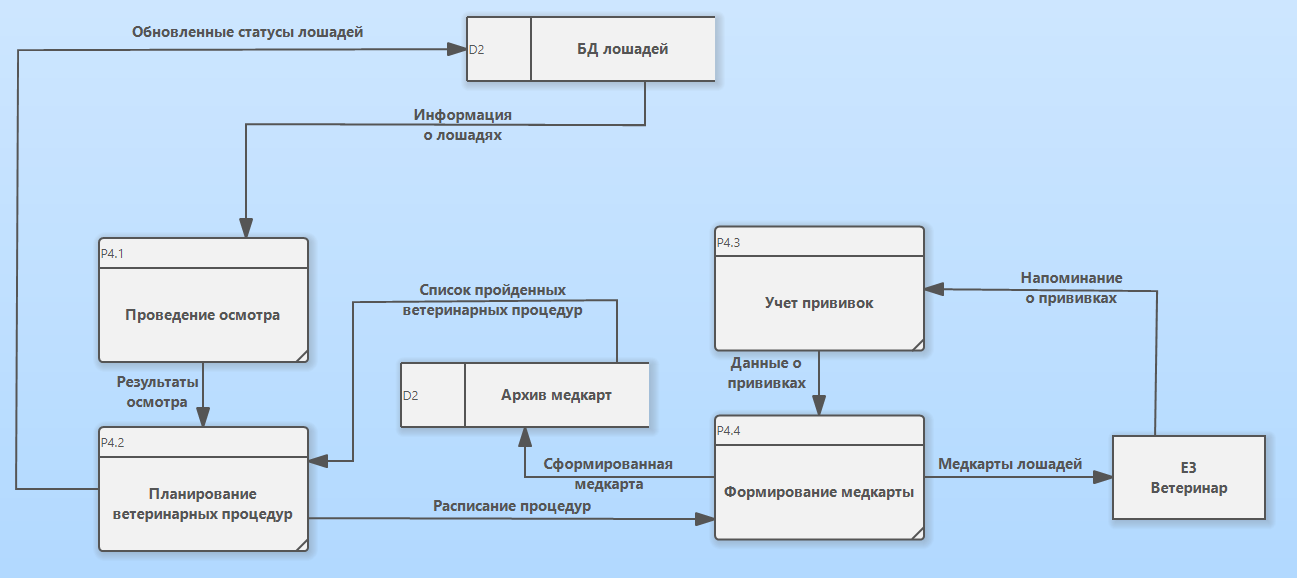 Обновленные статусы лошадей
D2
БД лошадей
Информация
о лошадях
P4.1
Проведение осмотра
P4.3
Учет прививок
Напоминание
о прививках
Список пройденных
ветеринарных процедур
Результаты
осмотра
D2
Архив медкарт
Данные о
прививках
P4.2
Планирование
ветеринарных процедур
Сформированная
медкарта
P4.4
Формирование медкарты
Медкарты лошадей
E3
Ветеринар
Расписание процедур